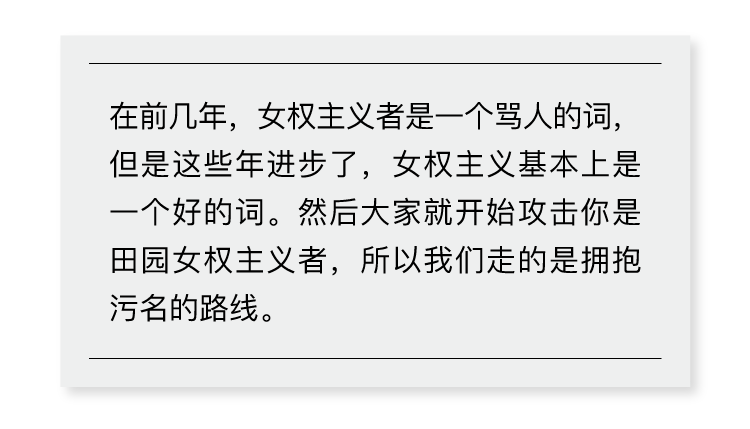 在前几年，女权主义者是一个骂人的词，
但是这些年进步了，女权主义基本上是
一个好的词。然后大家就开始攻击你是
田园女权主义者，所以我们走的是拥抱
污名的路线。